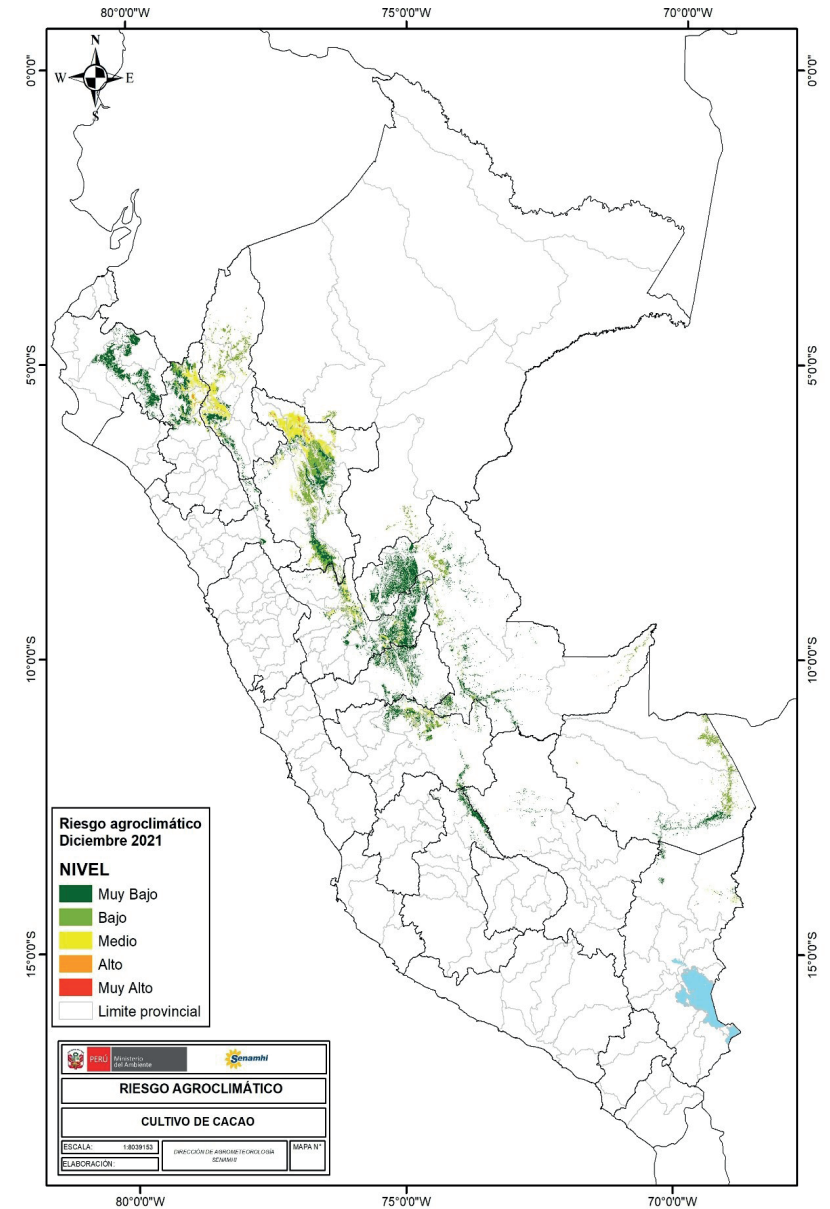 80°0'0"W
75°0'0"W
70°0'0"W
N
W
E
S
0°0'0"
0°0'0"
5°0'0"S
5°0'0"S
10°0'0"S
10°0'0"S
15°0'0"S
15°0'0"S
Riesgo agroclimático
Diciembre 2021
NIVEL
Muy Bajo
Bajo
Medio
Alto
Muy Alto
Limite provincial
PERÚ
Ministerio
del Ambiente
Senamhi
RIESGO AGROCLIMÁTICO
CULTIVO DE CACAO
ESCALA: 1:8039153
DIRECCIÓN DE AGROMETEOROLOGÍA
SENAMHI
MAPA N°
ELABORACIÓN:
80°0'0"W
75°0'0"W
70°0'0"W